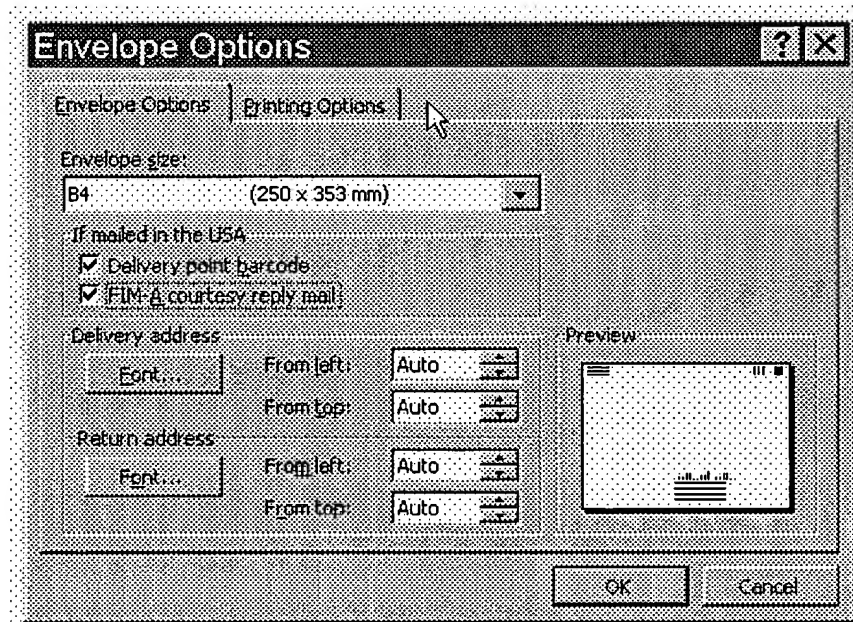 Envelope Options
Envelope Options Printing Options
Envelope size:
B4 (250 x 353 mm)
If mailed in the USA
Delivery point barcode
FIM-A courtesy reply mail
Delivery address
Font... From left: Auto
From top: Auto
Return address
Font... From left: Auto
From top: Auto
Preview
OK Cancel